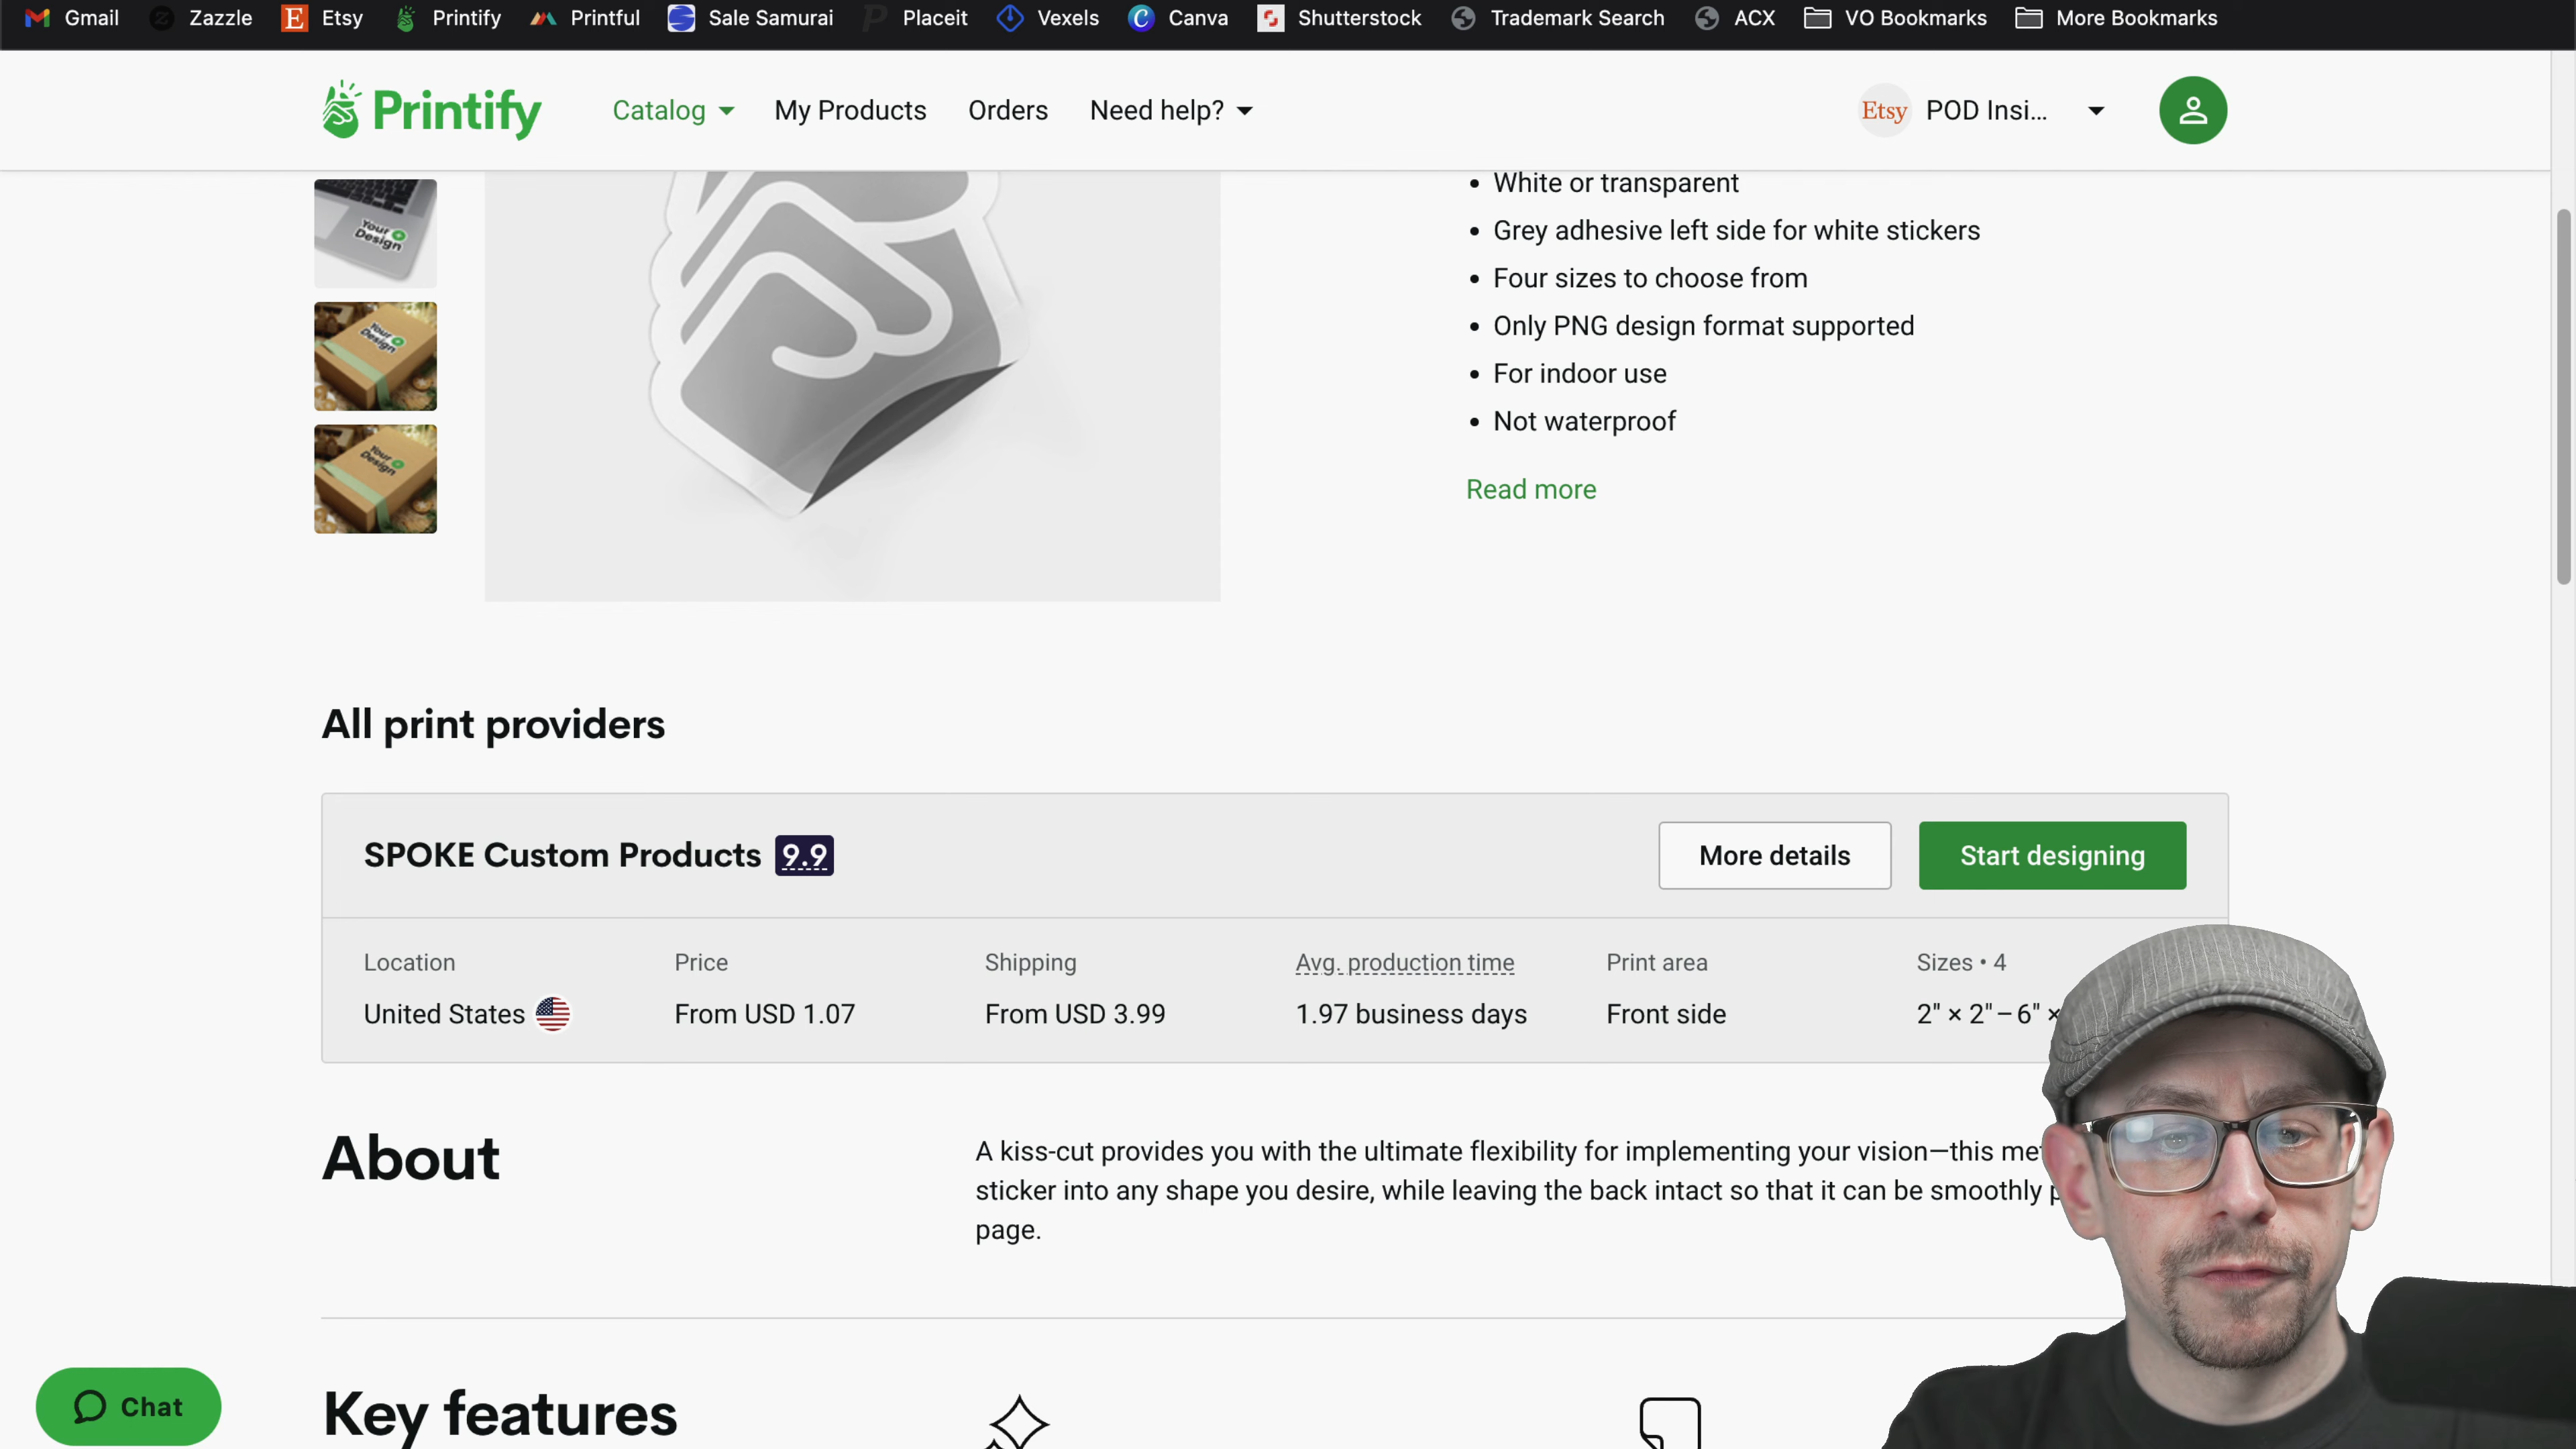 Gmail Zazzle Etsy Printify Printful Sale Samurai Placeit Vexels Canva Shutterstock Trademark Search ACX VO Bookmarks More Bookmarks
Printify Catalog My Products Orders Need help? Etsy POD Insi...
White or transparent
Grey adhesive left side for white stickers
Four sizes to choose from
Only PNG design format supported
For indoor use
Not waterproof
Read more
Your
Design
Your
Design
Your
Design
All print providers
SPOKE Custom Products 9.9 More details Start designing
Location Price Shipping Avg. production time Print area Sizes • 4
United States From USD 1.07 From USD 3.99 1.97 business days Front side 2" × 2"–6" ×
About
A kiss-cut provides you with the ultimate flexibility for implementing your vision—this
sticker into any shape you desire, while leaving the back intact so that it can be smoothly
page.
Key features
Chat